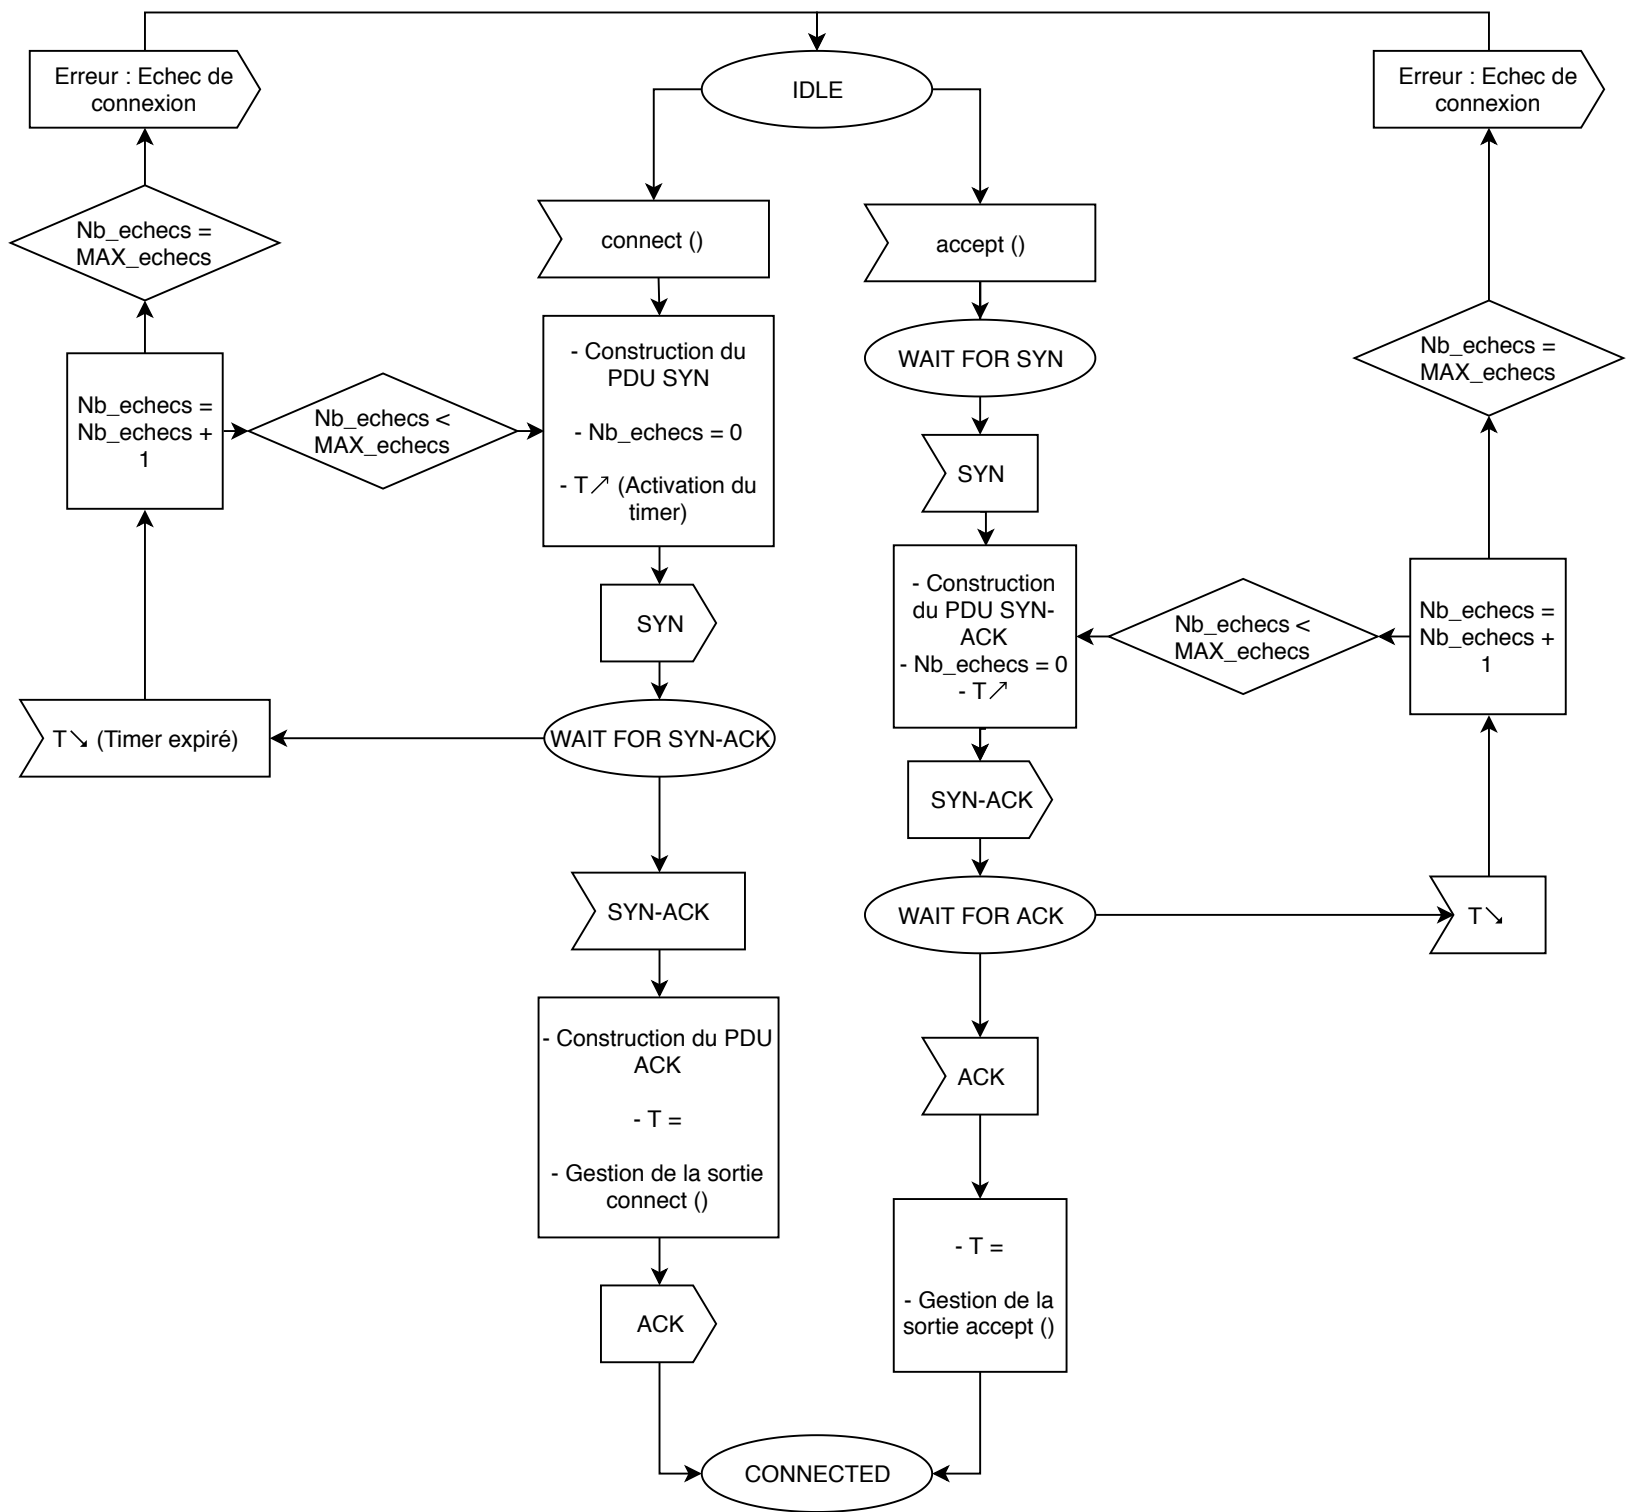 Erreur : Echec de
connexion
IDLE
Erreur : Echec de
connexion
Nb_echecs =
MAX_echecs
connect ()
accept ()
- Construction du
PDU SYN
- Nb_echecs = 0
- T↗ (Activation du
timer)
WAIT FOR SYN
Nb_echecs =
MAX_echecs
Nb_echecs =
Nb_echecs +
1
Nb_echecs <
MAX_echecs
SYN
SYN
- Construction
du PDU SYN-
ACK
- Nb_echecs = 0
- T↗
Nb_echecs <
MAX_echecs
Nb_echecs =
Nb_echecs +
1
T↘ (Timer expiré)
WAIT FOR SYN-ACK
SYN-ACK
SYN-ACK
WAIT FOR ACK
T↘
- Construction du PDU
ACK
- T =
- Gestion de la sortie
connect ()
ACK
- T =
- Gestion de la
sortie accept ()
ACK
CONNECTED